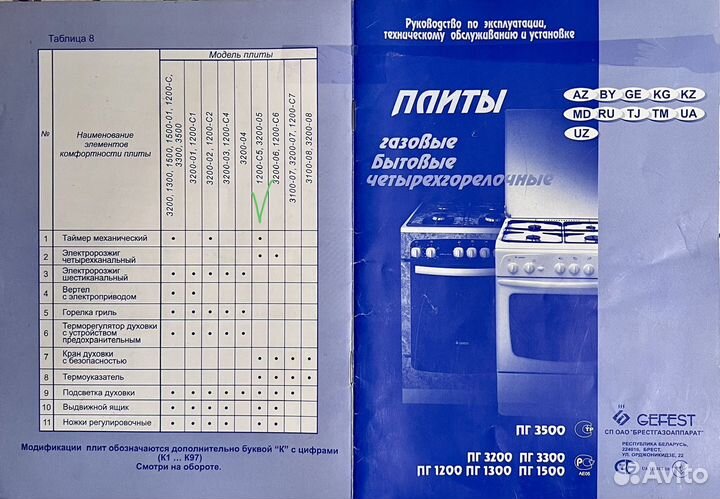 Таблица 8
Модель плиты
№
Наименование
элементов
комфортности плиты
3200, 1300, 1500, 1500-01, 1200-С,
3300, 3500
3200-01, 1200-С1
3200-02, 1200-С2
3200-03, 1200-С4
3200-04
1200-С5, 3200-05
3200-06, 1200-С6
3100-07, 3200-07, 1200-С7
3100-08, 3200-08
1 Таймер механический • • •
2 Электророзжиг
четырехканальный • •
3 Электророзжиг
шестиканальный • • • • •
4 Вертел
с электроприводом • •
5 Горелка гриль • • • • •
6 Терморегулятор духовки
с устройством
предохранительным • • • • •
7 Кран духовки
с безопасностью • • • •
8 Термоуказатель • • • •
9 Подсветка духовки • • • • • • • •
10 Выдвижной ящик • • • • • • • • •
11 Ножки регулировочные • • • • • • • • •
Модификации плит обозначаются дополнительно буквой "К" с цифрами
(К1 ... К97)
Смотри на обороте.
Руководство по эксплуатации,
техническому обслуживанию и установке
ПЛИТЫ
газовые
Бытовые
четырехгорелочные
AZ BY GE KG KZ
MD RU TJ TM UA
UZ
ПГ 3500
ПГ 3200 ПГ 3300
ПГ 1200 ПГ 1300 ПГ 1500
GEFEST
СП ОАО "БРЕСТГАЗОАППАРАТ"
РЕСПУБЛИКА БЕЛАРУСЬ,
224016, БРЕСТ,
УЛ. ОРДЖОНИКИДЗЕ, 22
АЕ05
Avito